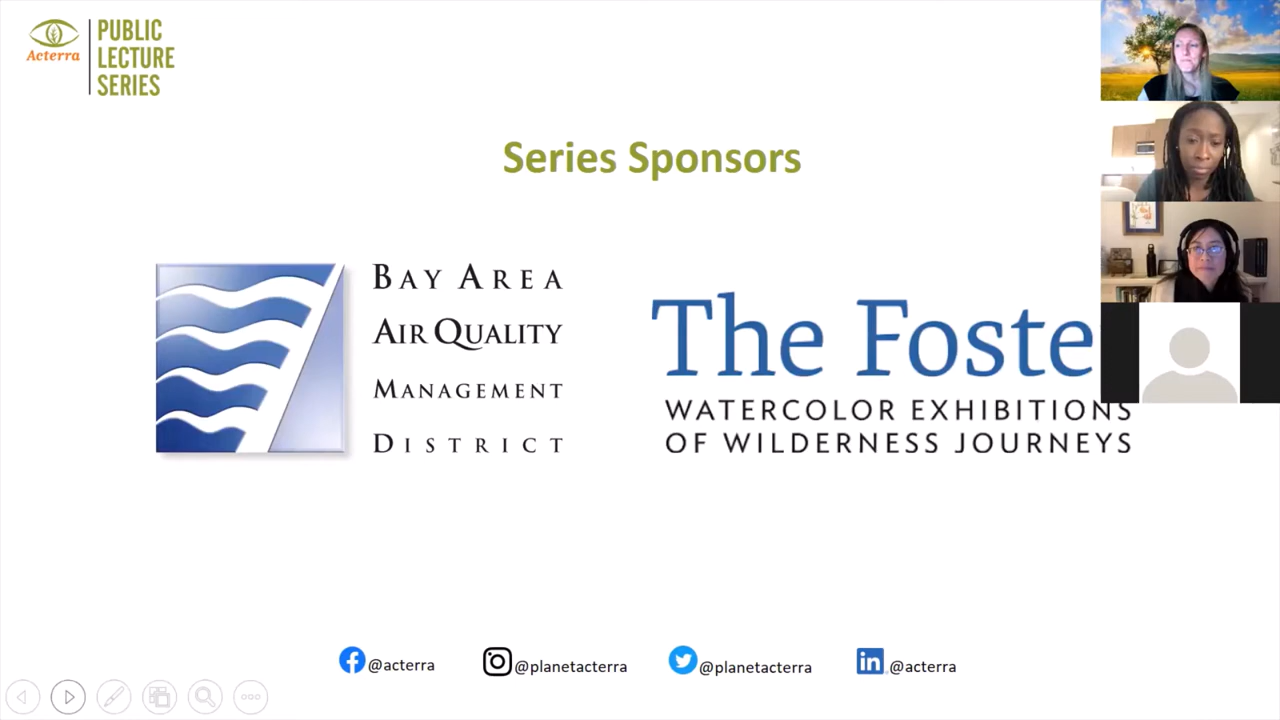 Acterra
PUBLIC
LECTURE
SERIES
Series Sponsors
BAY AREA
AIR QUALITY
MANAGEMENT
DISTRICT
The Foste
WATERCOLOR EXHIBITIONS
OF WILDERNESS JOURNEYS
@acterra
@planetacterra
@planetacterra
in @acterra